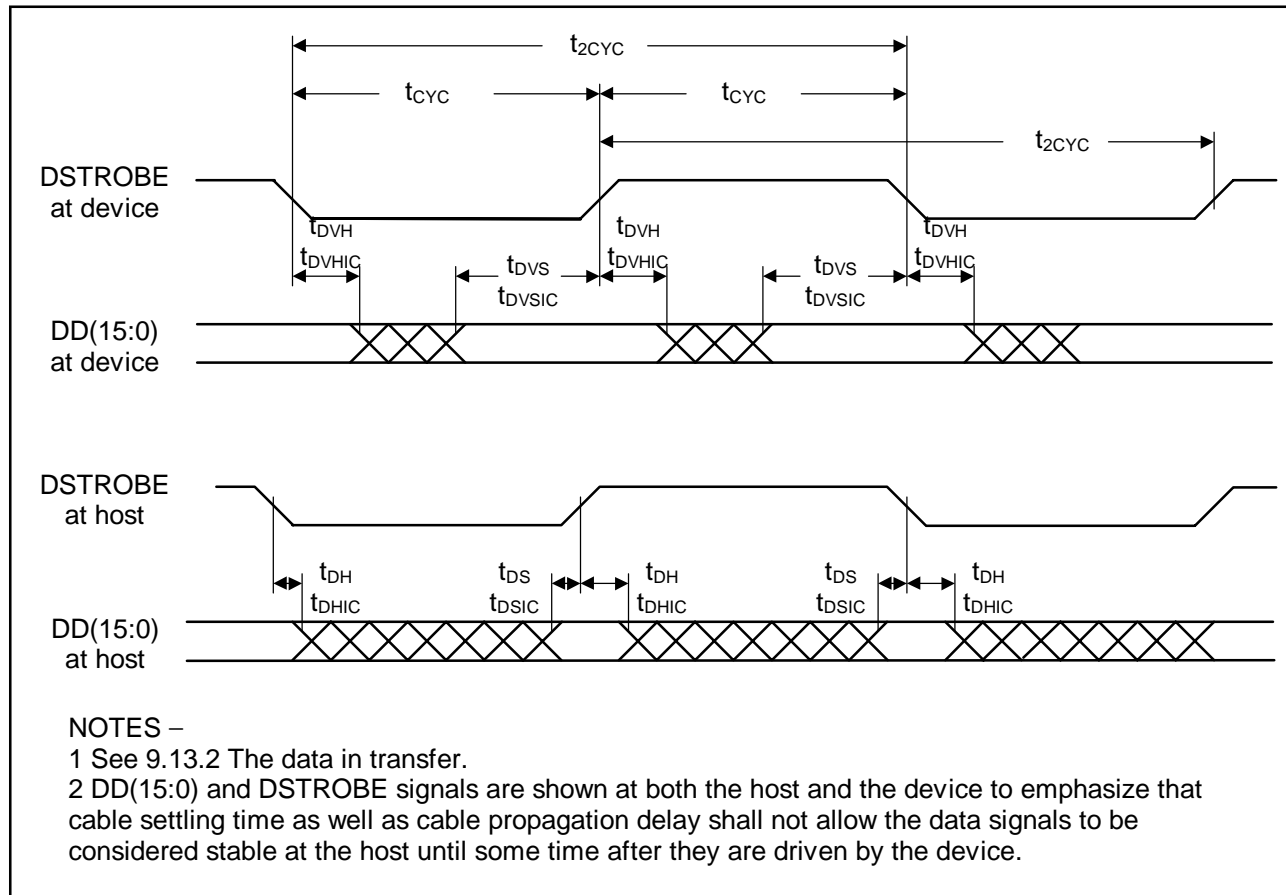 t2CYC
tCYC
tCYC
t2CYC
DSTROBE
at device
tDVH
tDVHIC
tDVS
tDVSIC
tDVH
tDVHIC
tDVS
tDVSIC
tDVH
tDVHIC
DD(15:0)
at device
DSTROBE
at host
tDH
tDHIC
tDS
tDSIC
tDH
tDHIC
tDS
tDSIC
tDH
tDHIC
DD(15:0)
at host
NOTES –
1 See 9.13.2 The data in transfer.
2 DD(15:0) and DSTROBE signals are shown at both the host and the device to emphasize that
cable settling time as well as cable propagation delay shall not allow the data signals to be
considered stable at the host until some time after they are driven by the device.